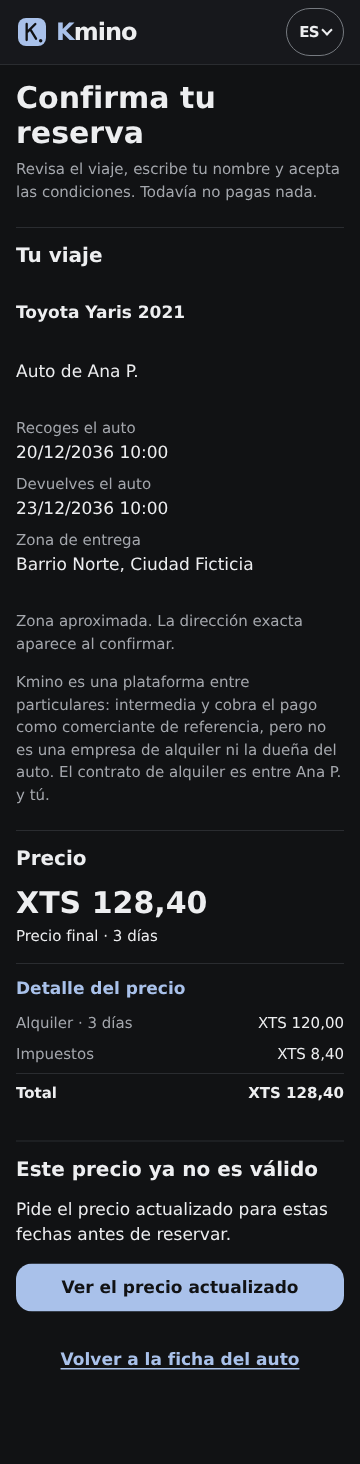 K. Kmino
ES
Confirma tu
reserva
Revisa el viaje, escribe tu nombre y acepta
las condiciones. Todavía no pagas nada.
Tu viaje
Toyota Yaris 2021
Auto de Ana P.
Recoges el auto
20/12/2036 10:00
Devuelves el auto
23/12/2036 10:00
Zona de entrega
Barrio Norte, Ciudad Ficticia
Zona aproximada. La dirección exacta
aparece al confirmar.
Kmino es una plataforma entre
particulares: intermedia y cobra el pago
como comerciante de referencia, pero no
es una empresa de alquiler ni la dueña del
auto. El contrato de alquiler es entre Ana P.
y tú.
Precio
XTS 128,40
Precio final · 3 días
Detalle del precio
Alquiler · 3 días XTS 120,00
Impuestos XTS 8,40
Total XTS 128,40
Este precio ya no es válido
Pide el precio actualizado para estas
fechas antes de reservar.
Ver el precio actualizado
Volver a la ficha del auto